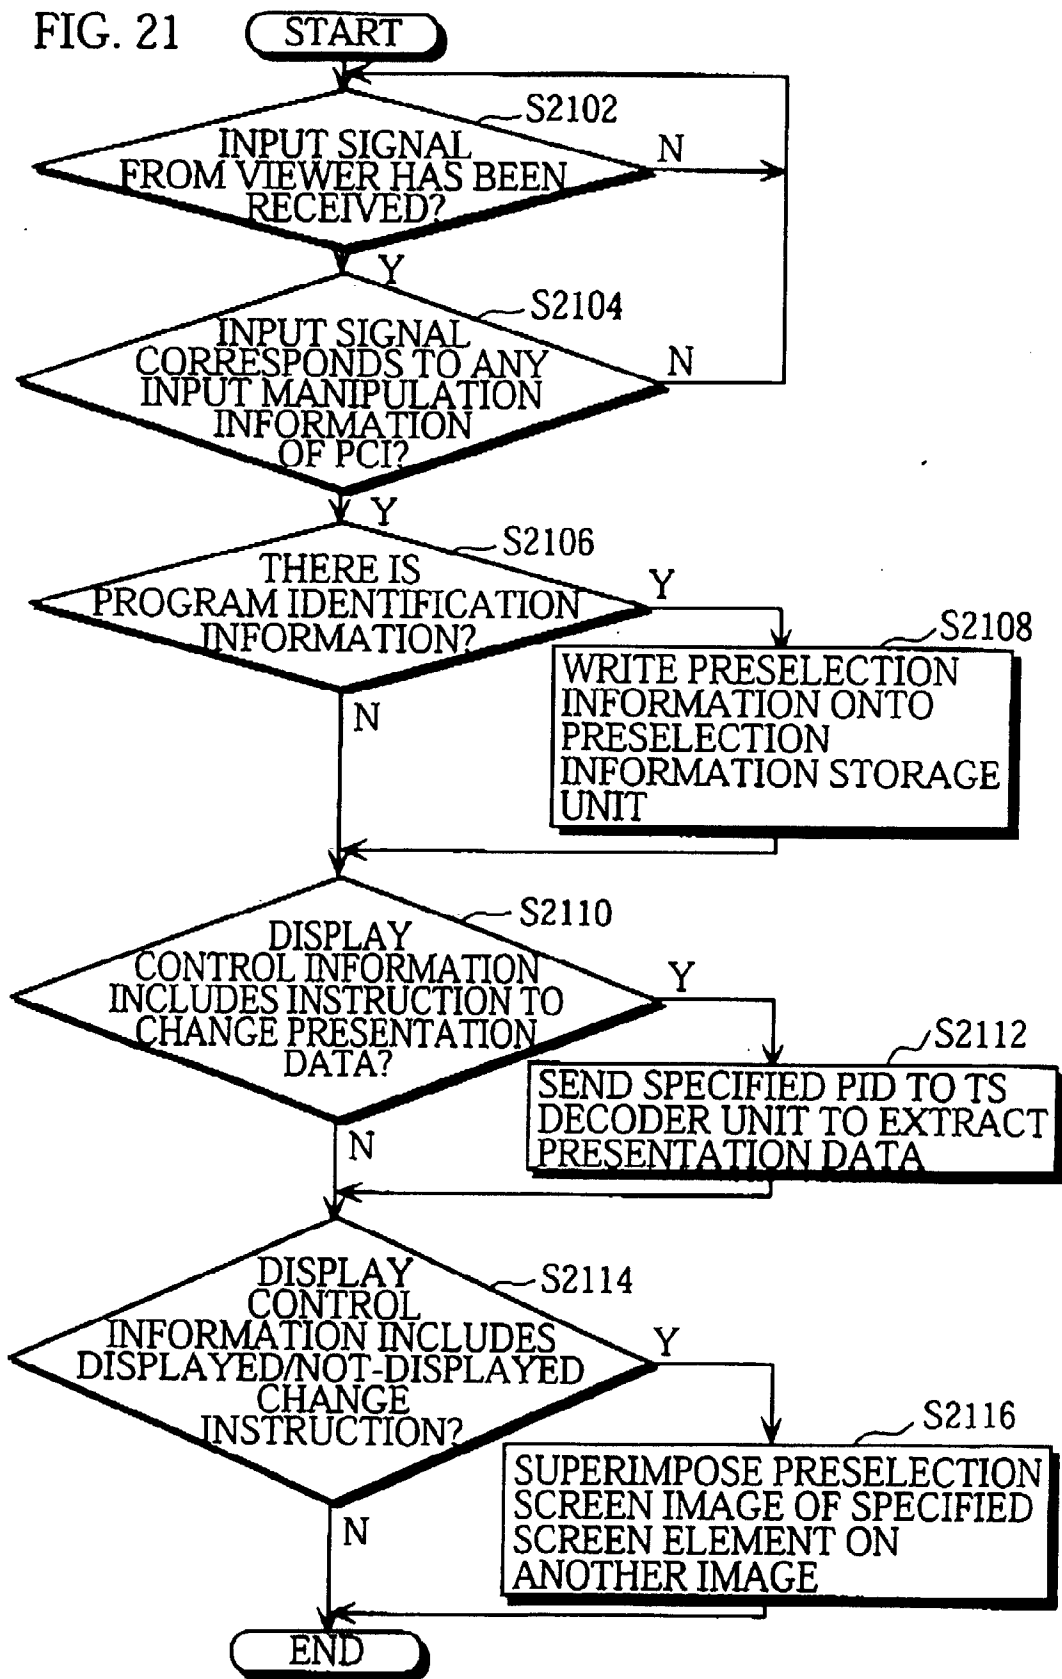 FIG. 21
START
S2102
INPUT SIGNAL
FROM VIEWER HAS BEEN
RECEIVED?
N
Y
S2104
INPUT SIGNAL
CORRESPONDS TO ANY
INPUT MANIPULATION
INFORMATION
OF PCI?
N
Y
S2106
THERE IS
PROGRAM IDENTIFICATION
INFORMATION?
Y
N
S2108
WRITE PRESELECTION
INFORMATION ONTO
PRESELECTION
INFORMATION STORAGE
UNIT
S2110
DISPLAY
CONTROL INFORMATION
INCLUDES INSTRUCTION TO
CHANGE PRESENTATION
DATA?
Y
N
S2112
SEND SPECIFIED PID TO TS
DECODER UNIT TO EXTRACT
PRESENTATION DATA
S2114
DISPLAY
CONTROL
INFORMATION INCLUDES
DISPLAYED/NOT-DISPLAYED
CHANGE
INSTRUCTION?
Y
N
S2116
SUPERIMPOSE PRESELECTION
SCREEN IMAGE OF SPECIFIED
SCREEN ELEMENT ON
ANOTHER IMAGE
END